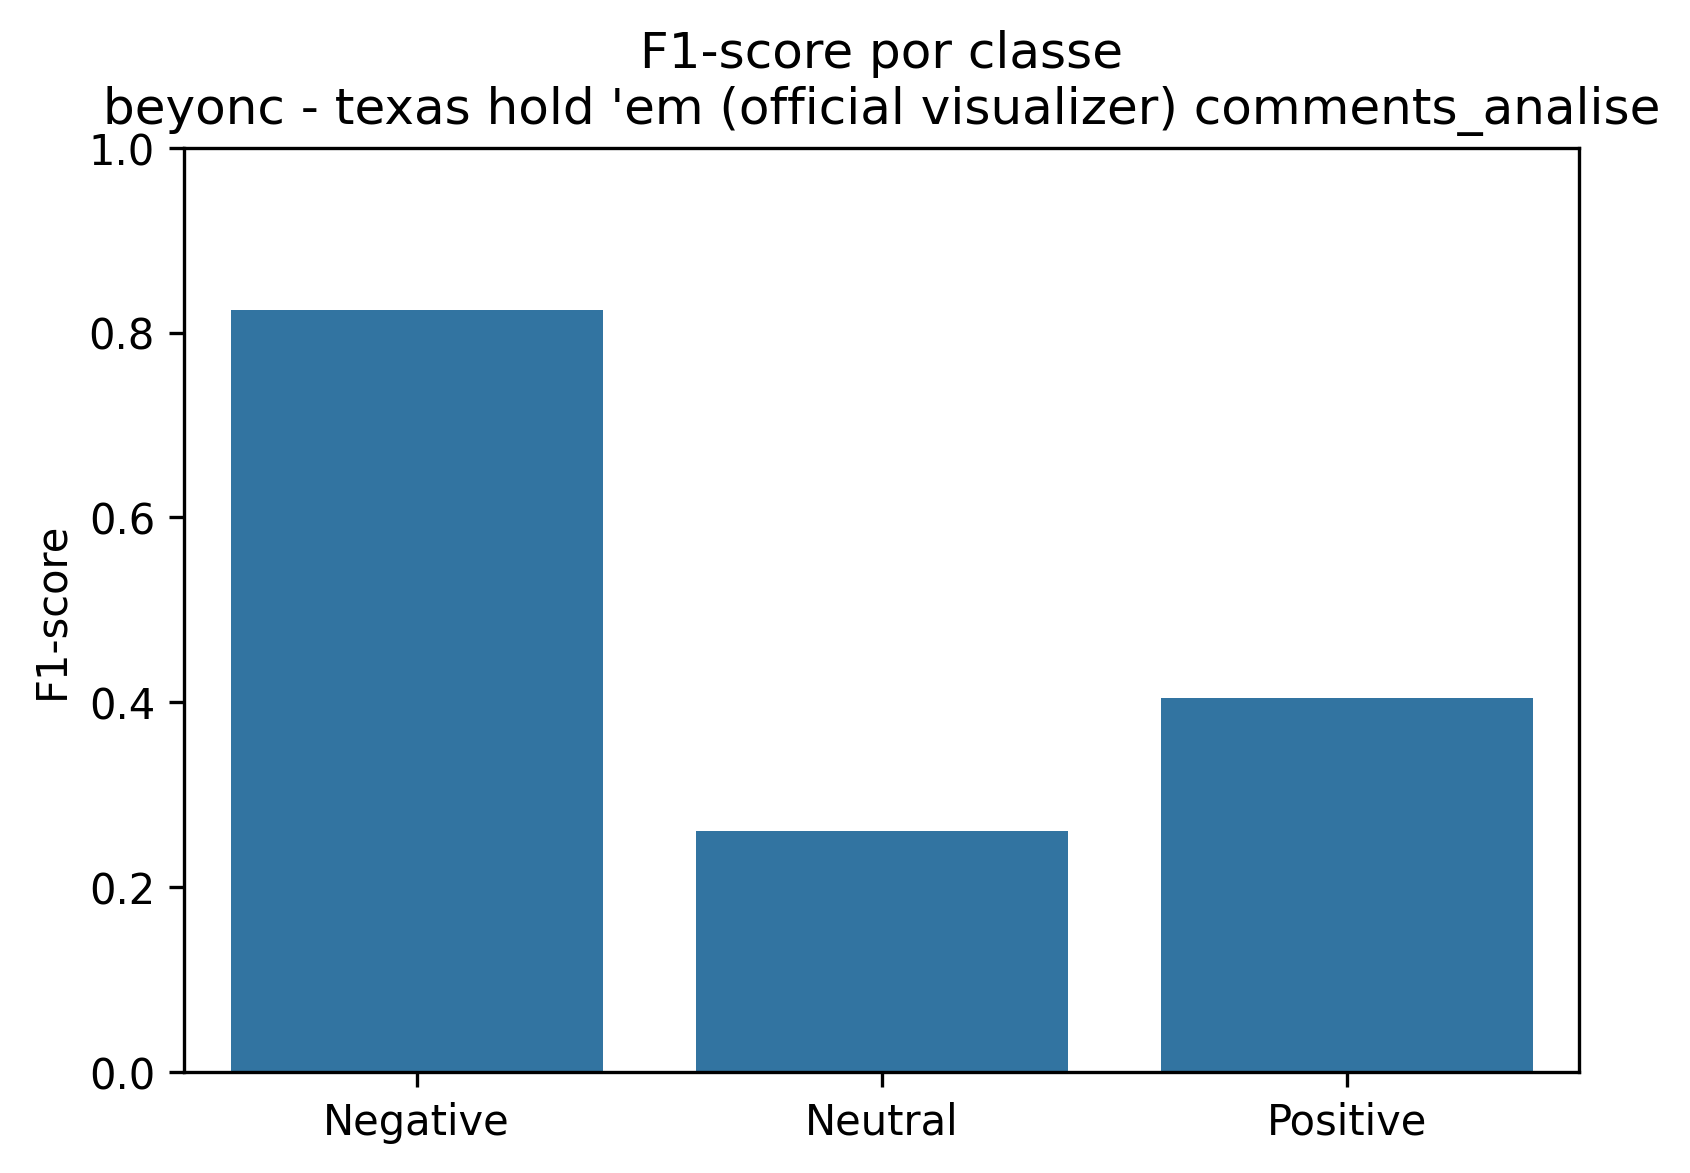 F1-score por classe
beyonc - texas hold 'em (official visualizer) comments_analise
1.0
0.8
0.6
0.4
0.2
0.0
F1-score
Negative
Neutral
Positive